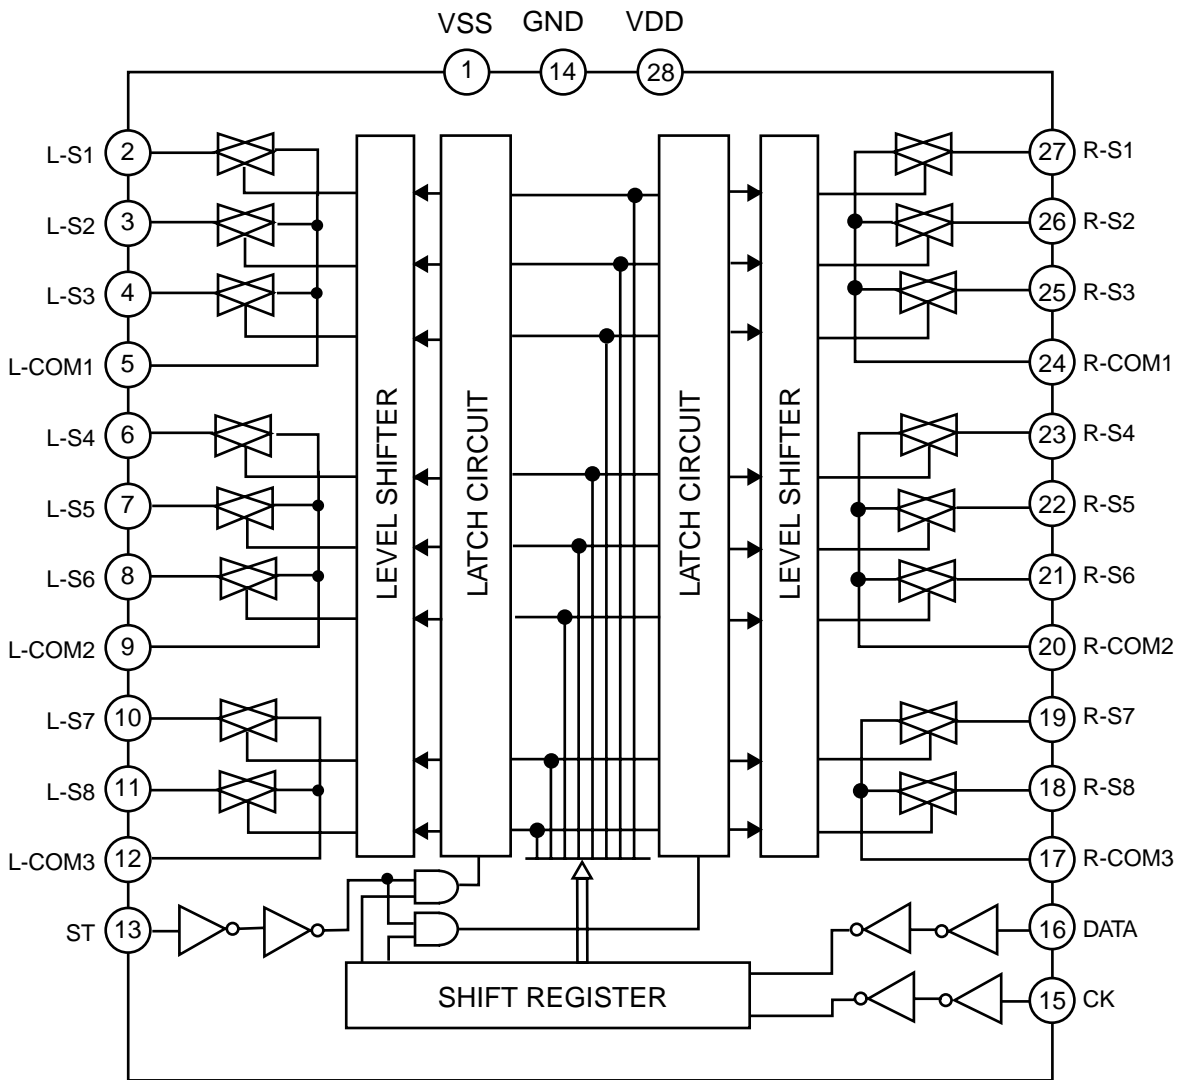 VSS GND VDD
1 14 28
L-S1 2
L-S2 3
L-S3 4
L-COM1 5
L-S4 6
L-S5 7
L-S6 8
L-COM2 9
L-S7 10
L-S8 11
L-COM3 12
ST 13
LEVEL SHIFTER
LATCH CIRCUIT
LATCH CIRCUIT
LEVEL SHIFTER
27 R-S1
26 R-S2
25 R-S3
24 R-COM1
23 R-S4
22 R-S5
21 R-S6
20 R-COM2
19 R-S7
18 R-S8
17 R-COM3
16 DATA
15 CK
SHIFT REGISTER